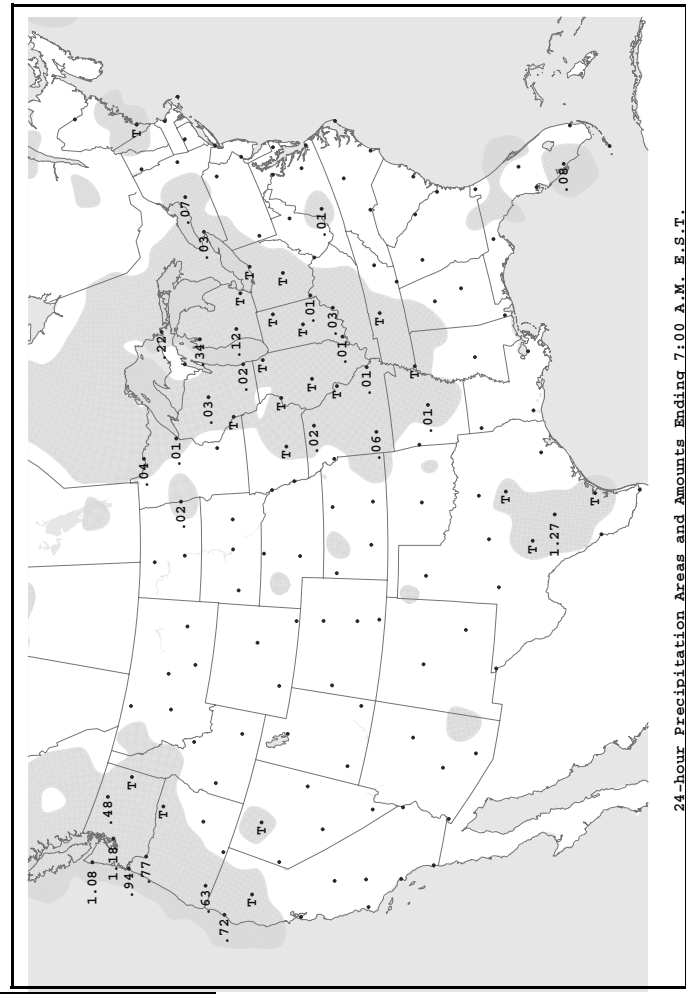 1.08
.48
1.18
.94
T
T
.04
.77
.22
T
.01
.02
.07
.34
.03
.63
.03
.72
T
.12
T
.02
T
T
T
T
T
T
T
T
T
.01
T
.02
.01
.03
T
.01
.01
.06
T
T
.01
T
T
1.27
.08
T
24-hour Precipitation Areas and Amounts Ending 7:00 A.M. E.S.T.